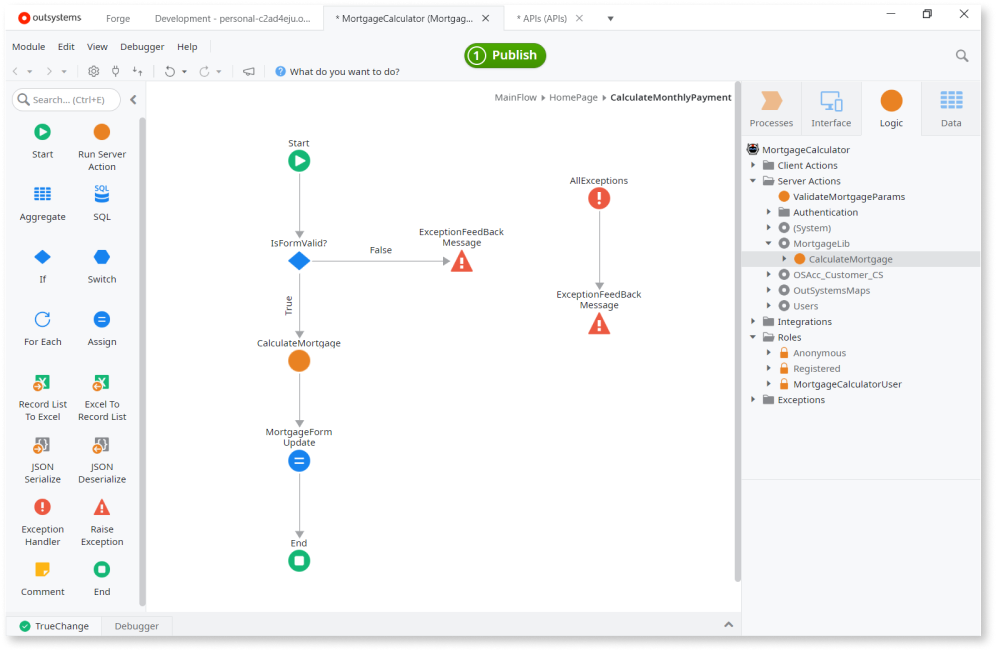 outsystems
Forge
Development - personal-c2ad4eju.o...
* MortgageCalculator (Mortgag...
* APIs (APIs)
Module Edit View Debugger Help
1 Publish
What do you want to do?
Search... (Ctrl+E)
Start
Run Server
Action
Aggregate
SQL
SQL
If
Switch
For Each
Assign
Record List
To Excel
Excel To
Record List
JSON
Serialize
JSON
Deserialize
Exception
Handler
Raise
Exception
Comment
End
MainFlow HomePage CalculateMonthlyPayment
Start
IsFormValid?
False
ExceptionFeedBack
Message
True
CalculateMortgage
MortgageForm
Update
End
AllExceptions
ExceptionFeedBack
Message
Processes
Interface
Logic
Data
MortgageCalculator
Client Actions
Server Actions
ValidateMortgageParams
Authentication
(System)
MortgageLib
CalculateMortgage
OSAcc_Customer_CS
OutSystemsMaps
Users
Integrations
Roles
Anonymous
Registered
MortgageCalculatorUser
Exceptions
TrueChange
Debugger